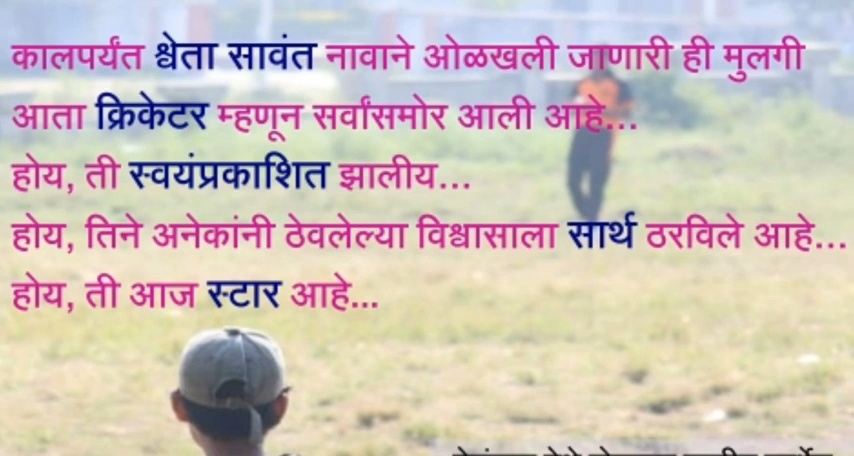 कालपर्यंत श्वेता सावंत नावाने ओळखली जाणारी ही मुलगी
आता क्रिकेटर म्हणून सर्वांसमोर आली आहे...
होय, ती स्वयंप्रकाशित झालीय...
होय, तिने अनेकांनी ठेवलेल्या विश्वासाला सार्थ ठरविले आहे...
होय, ती आज स्टार आहे...